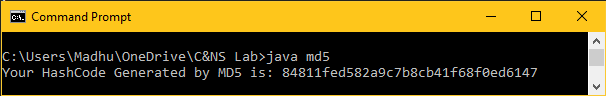 Command Prompt
C:\Users\Madhu\OneDrive\C&NS Lab>java md5
Your HashCode Generated by MD5 is: 84811fed582a9c7b8cb41f68f0ed6147